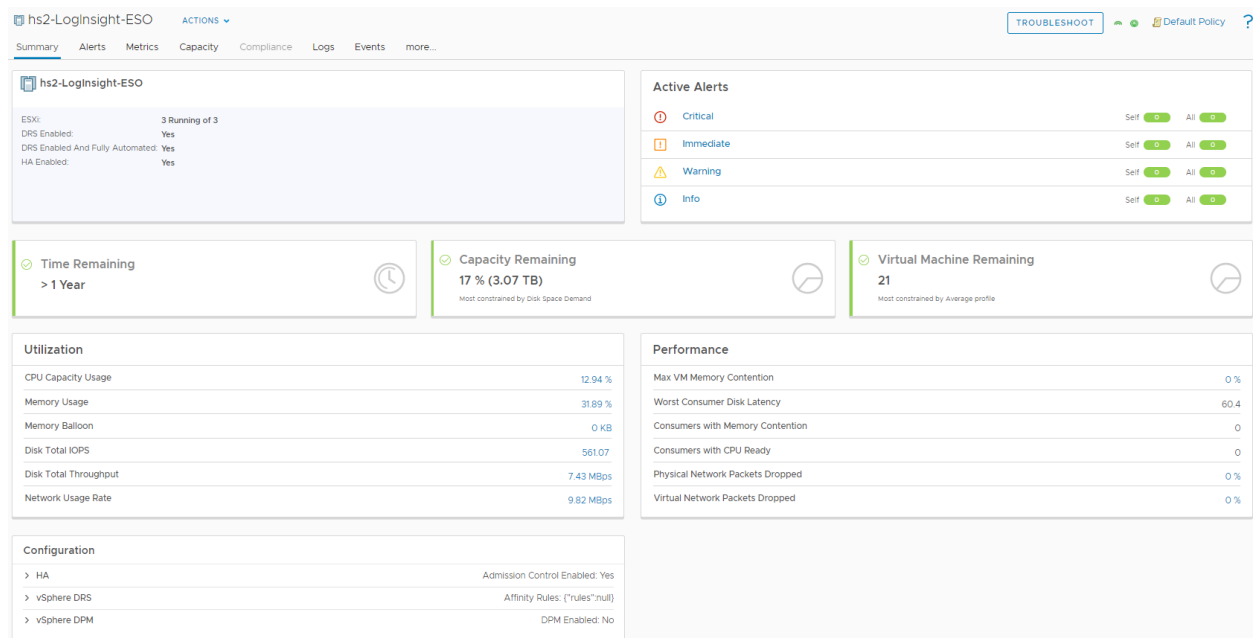 hs2-LogInsight-ESO ACTIONS TROUBLESHOOT Default Policy ?
Summary Alerts Metrics Capacity Compliance Logs Events more...
hs2-LogInsight-ESO
ESXi: 3 Running of 3
DRS Enabled: Yes
DRS Enabled And Fully Automated: Yes
HA Enabled: Yes
Active Alerts
Critical Self 0 All 0
Immediate Self 0 All 0
Warning Self 0 All 0
Info Self 0 All 0
Time Remaining
> 1 Year
Capacity Remaining
17 % (3.07 TB)
Most constrained by Disk Space Demand
Virtual Machine Remaining
21
Most constrained by Average profile
Utilization
CPU Capacity Usage 12.94 %
Memory Usage 31.89 %
Memory Balloon 0 KB
Disk Total IOPS 561.07
Disk Total Throughput 7.43 MBps
Network Usage Rate 9.82 MBps
Performance
Max VM Memory Contention 0 %
Worst Consumer Disk Latency 60.4
Consumers with Memory Contention 0
Consumers with CPU Ready 0
Physical Network Packets Dropped 0 %
Virtual Network Packets Dropped 0 %
Configuration
> HA Admission Control Enabled: Yes
> vSphere DRS Affinity Rules: {"rules":null}
> vSphere DPM DPM Enabled: No